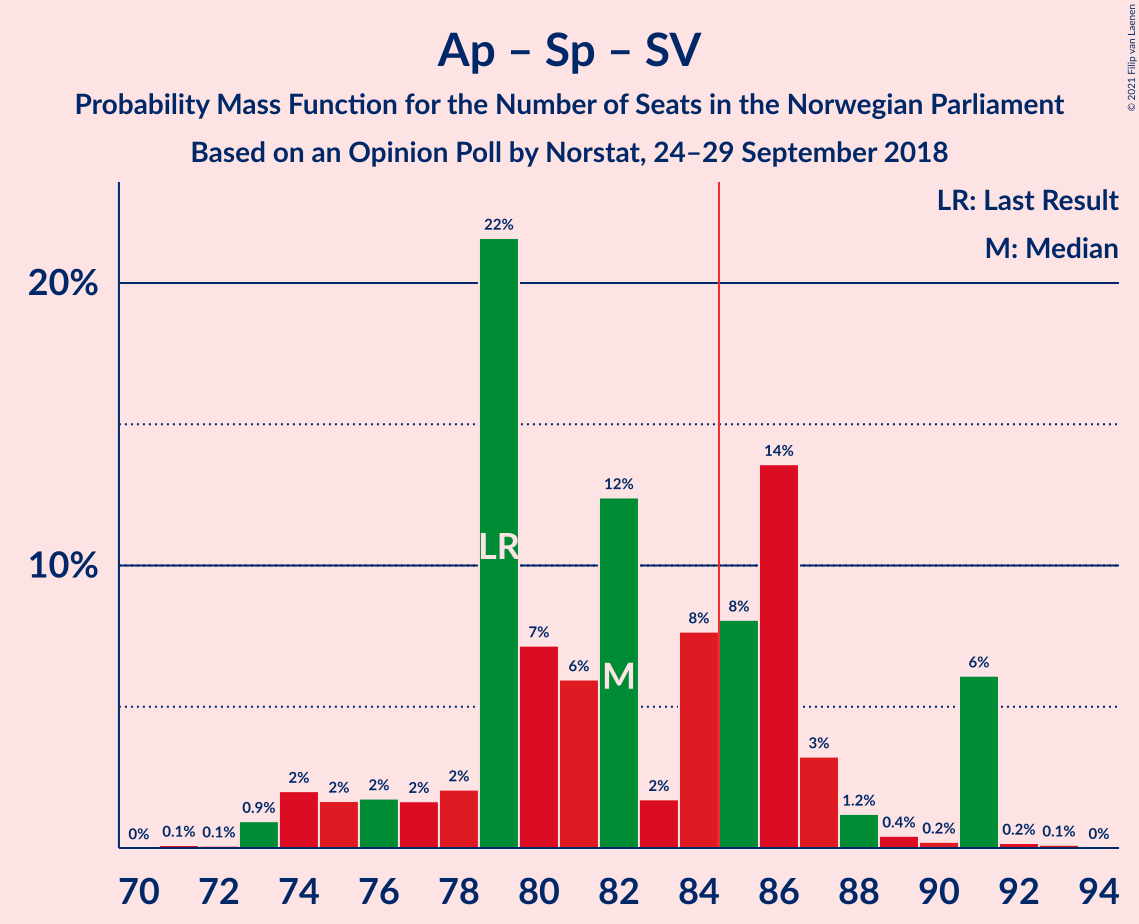 Ap – Sp – SV
Probability Mass Function for the Number of Seats in the Norwegian Parliament
Based on an Opinion Poll by Norstat, 24–29 September 2018
© 2021 Filip van Laenen
LR: Last Result
M: Median
20%
10%
0% 0.1% 0.1% 0.9% 2% 2% 2% 2% 2% 22% 7% 6% 12% 2% 8% 8% 14% 3% 1.2% 0.4% 0.2% 6% 0.2% 0.1% 0%
LR
M
70 72 74 76 78 80 82 84 86 88 90 92 94